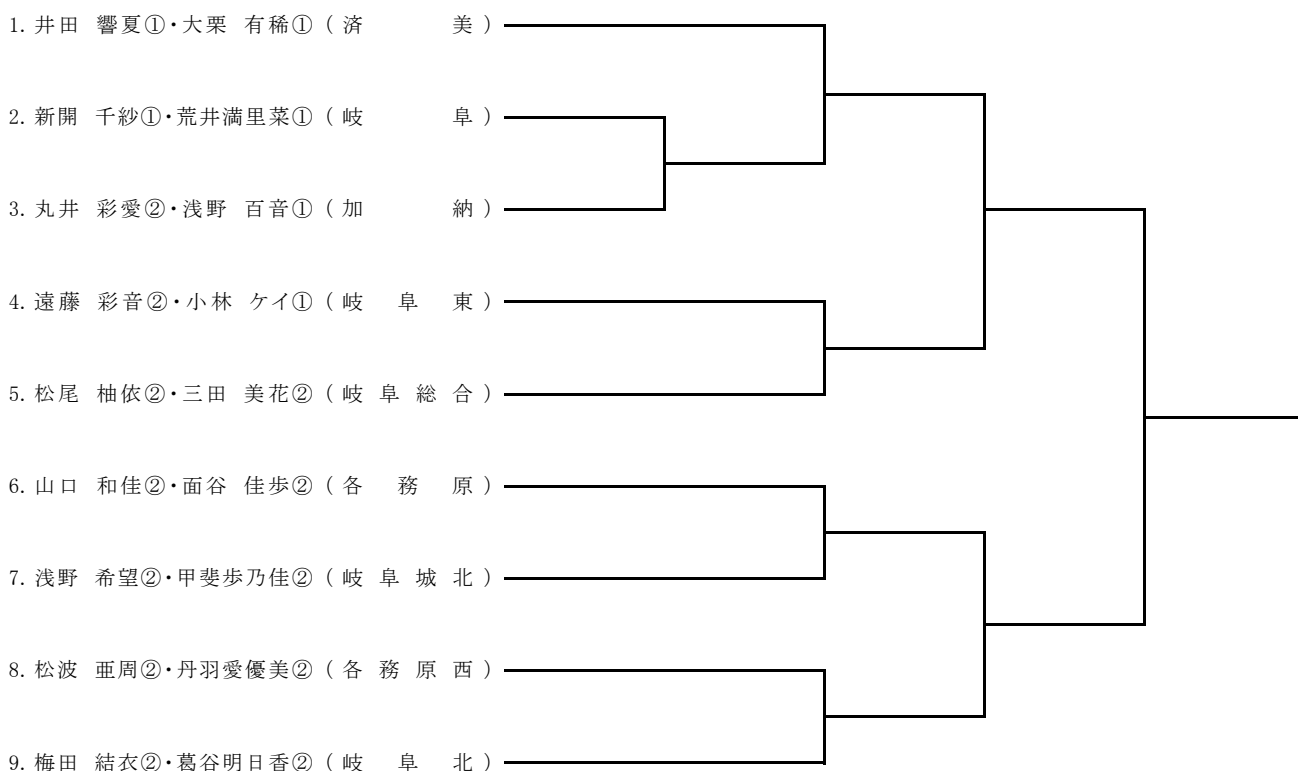 1. 井田 響夏①・大栗 有稀① (済美)
2. 新開 千紗①・荒井満里菜① (岐阜)
3. 丸井 彩愛②・浅野 百音① (加納)
4. 遠藤 彩音②・小林 ケイ① (岐阜東)
5. 松尾 柚依②・三田 美花② (岐阜総合)
6. 山口 和佳②・面谷 佳歩② (各務原)
7. 浅野 希望②・甲斐歩乃佳② (岐阜城北)
8. 松波 亜周②・丹羽愛優美② (各務原西)
9. 梅田 結衣②・葛谷明日香② (岐阜北)